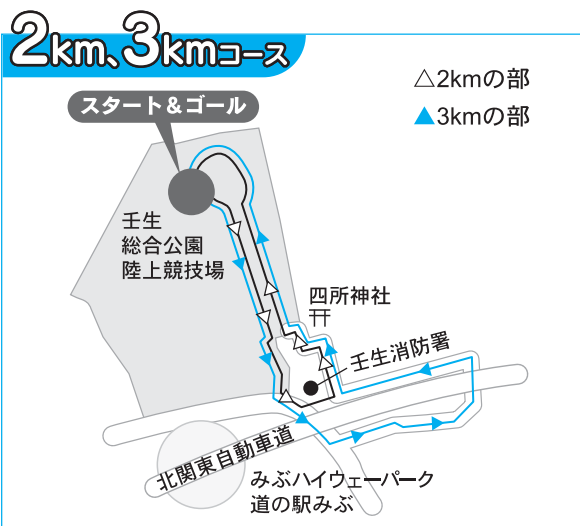 2km、3kmコース
△2kmの部
▲3kmの部
スタート＆ゴール
壬生
総合公園
陸上競技場
四所神社
壬生消防署
北関東自動車道
みぶハイウェーパーク
道の駅みぶ